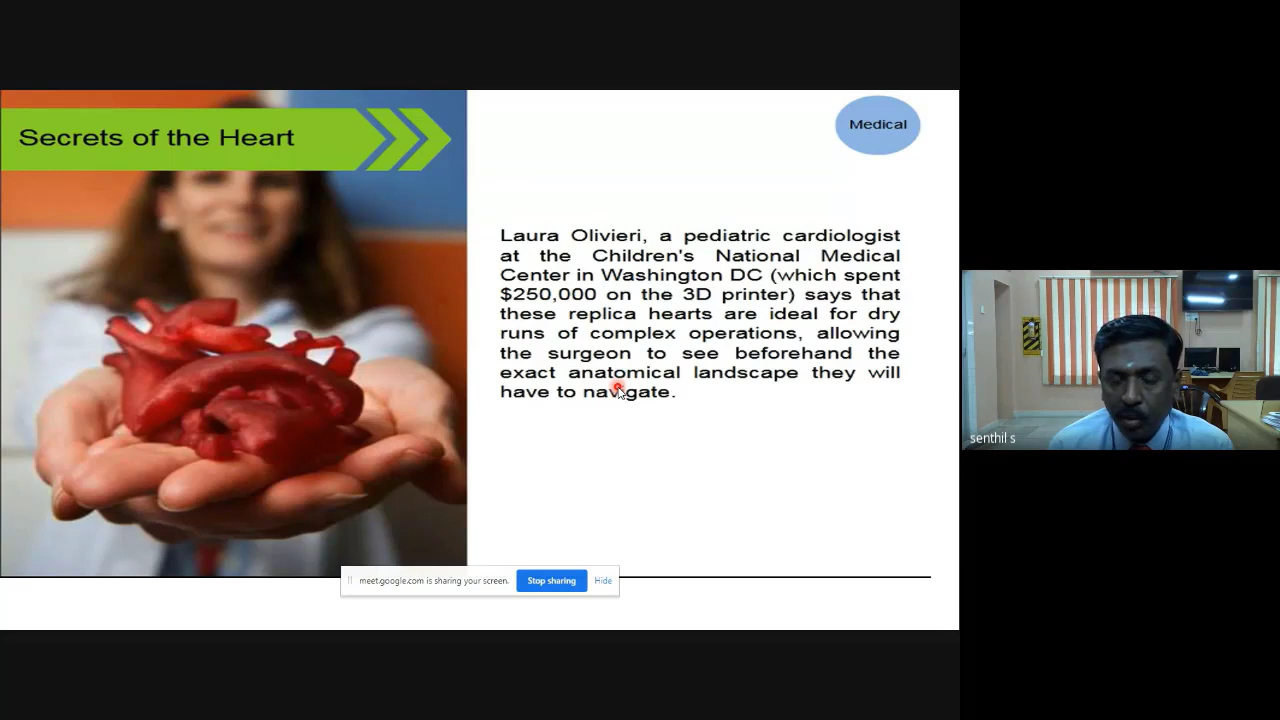 Secrets of the Heart
Medical
Laura Olivieri, a pediatric cardiologist
at the Children's National Medical
Center in Washington DC (which spent
$250,000 on the 3D printer) says that
these replica hearts are ideal for dry
runs of complex operations, allowing
the surgeon to see beforehand the
exact anatomical landscape they will
have to navigate.
senthil s
meet.google.com is sharing your screen.
Stop sharing
Hide